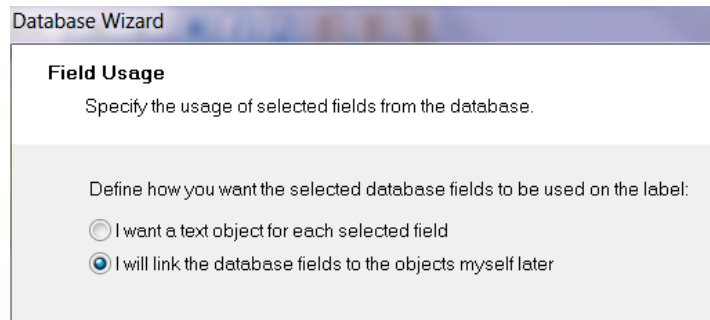 Database Wizard
Field Usage
Specify the usage of selected fields from the database.
Define how you want the selected database fields to be used on the label:
I want a text object for each selected field
I will link the database fields to the objects myself later